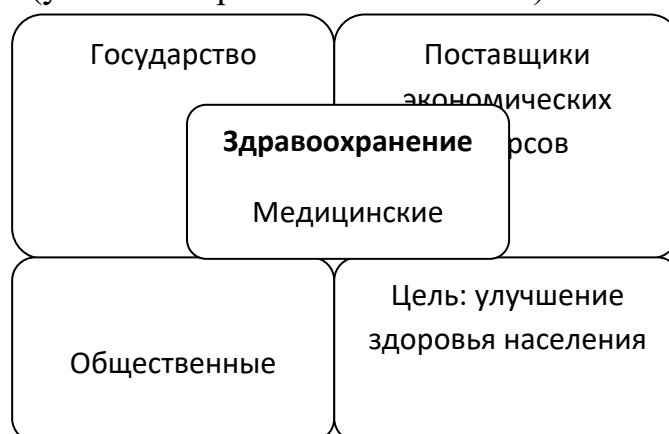 Государство
Поставщики
экономических
рсов
Здравоохранение
Медицинские
Цель: улучшение
здоровья населения
Общественные